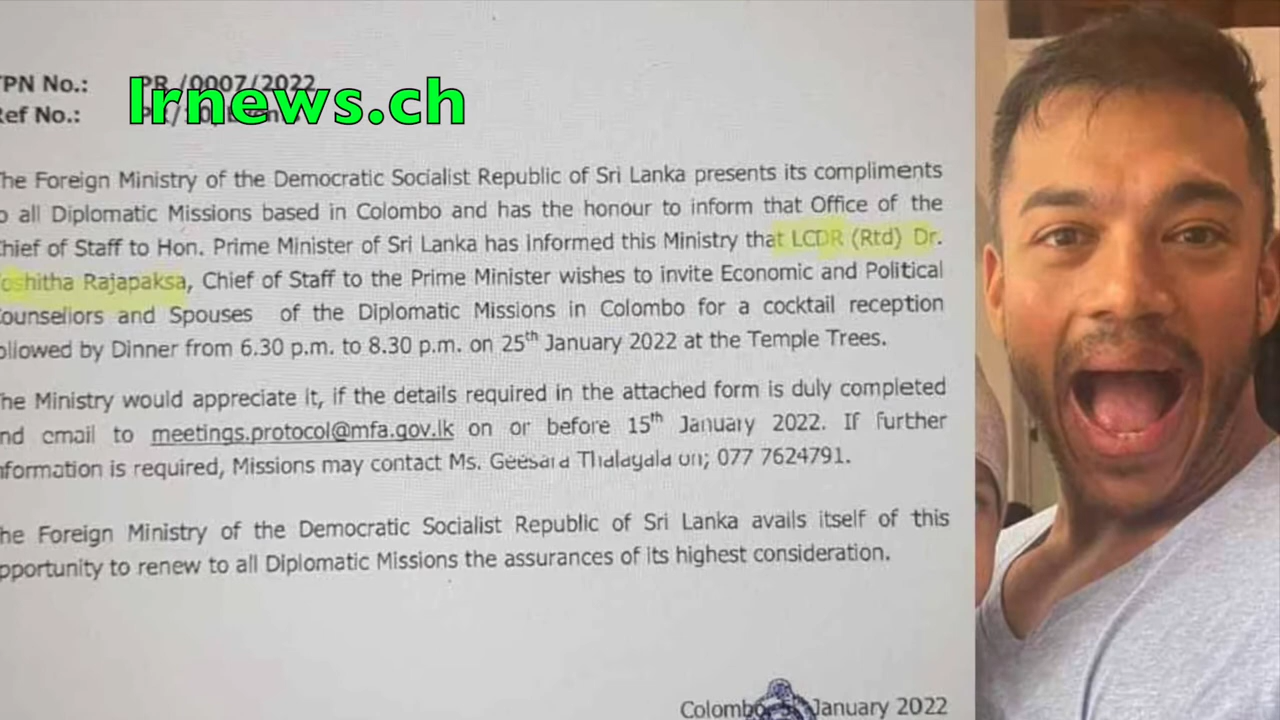 TPN No.: PR /0007/2022
Ref No.:
lrnews.ch
he Foreign Ministry of the Democratic Socialist Republic of Sri Lanka presents its compliments
o all Diplomatic Missions based in Colombo and has the honour to inform that Office of the
Chief of Staff to Hon. Prime Minister of Sri Lanka has informed this Ministry that LCDR (Rtd) Dr.
oshitha Rajapaksa, Chief of Staff to the Prime Minister wishes to invite Economic and Political
ounsellors and Spouses of the Diplomatic Missions in Colombo for a cocktail reception
ollowed by Dinner from 6.30 p.m. to 8.30 p.m. on 25th January 2022 at the Temple Trees.
he Ministry would appreciate it, if the details required in the attached form is duly completed
nd email to meetings.protocol@mfa.gov.lk on or before 15th January 2022. If further
nformation is required, Missions may contact Ms. Geesara Thalayala on; 077 7624791.
he Foreign Ministry of the Democratic Socialist Republic of Sri Lanka avails itself of this
pportunity to renew to all Diplomatic Missions the assurances of its highest consideration.
Colombo January 2022